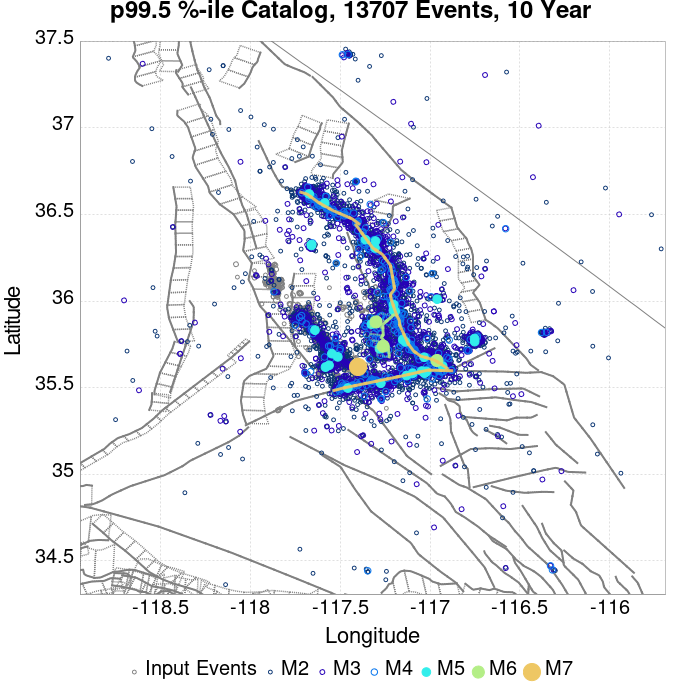 p99.5 %-ile Catalog, 13707 Events, 10 Year
37.5
37
36.5
36
35.5
35
34.5
Latitude
-118.5 -118 -117.5 -117 -116.5 -116
Longitude
Input Events M2 M3 M4 M5 M6 M7